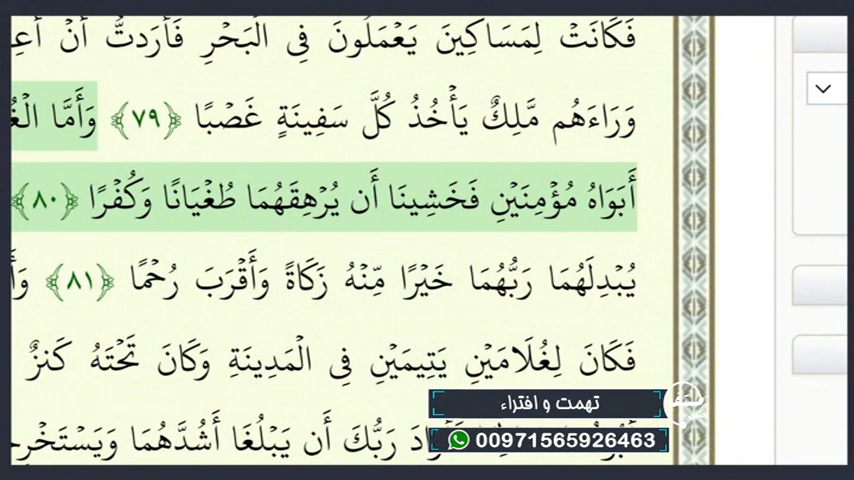 فَكَانَتْ لِمَسَاكِينَ يَعْمَلُونَ فِى الْبَحْرِ فَأَرَدتُّ أَنْ
وَرَاءَهُم مَّلِكٌ يَأْخُذُ كُلَّ سَفِينَةٍ غَصْبًا ﴿٧٩﴾ وَأَمَّا
أَبَوَاهُ مُؤْمِنَيْنِ فَخَشِينَا أَن يُرْهِقَهُمَا طُغْيَانًا وَكُفْرًا ﴿٨٠﴾
يُبْدِلَهُمَا رَبُّهُمَا خَيْرًا مِّنْهُ زَكَاةً وَأَقْرَبَ رُحْمًا ﴿٨١﴾
فَكَانَ لِغُلَامَيْنِ يَتِيمَيْنِ فِى الْمَدِينَةِ وَكَانَ تَحْتَهُ كَنزٌ
رَبُّكَ أَن يَبْلُغَا أَشُدَّهُمَا
تهمت و افتراء
00971565926463